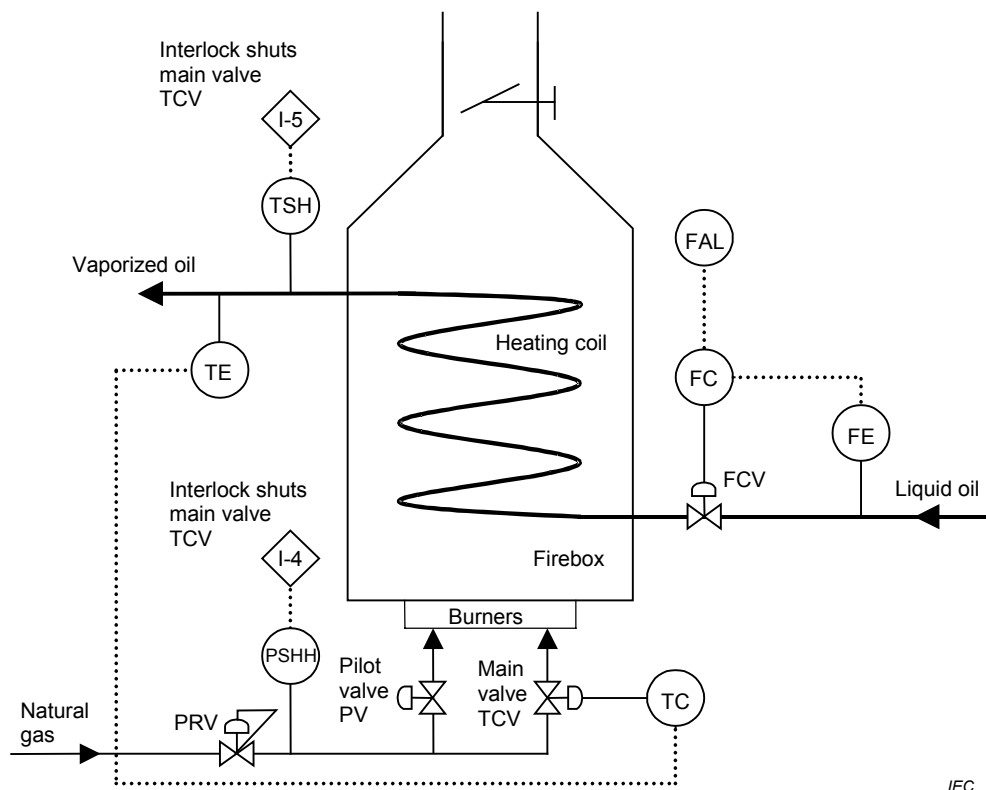 Interlock shuts
main valve
TCV
I-5
TSH
FAL
Vaporized oil
Heating coil
TE
FC
FE
Interlock shuts
main valve
TCV
FCV
Liquid oil
I-4
Firebox
Burners
PSHH
Pilot
valve
PV
Main
valve
TCV
TC
Natural
gas
PRV
IEC